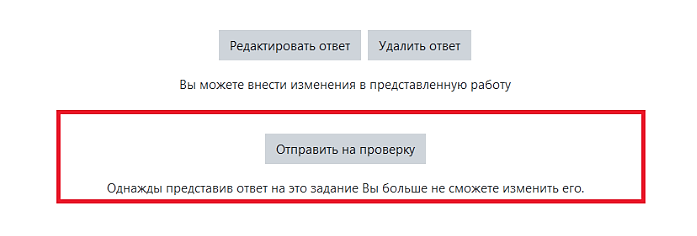 Редактировать ответ Удалить ответ
Вы можете внести изменения в представленную работу
Отправить на проверку
Однажды представив ответ на это задание Вы больше не сможете изменить его.